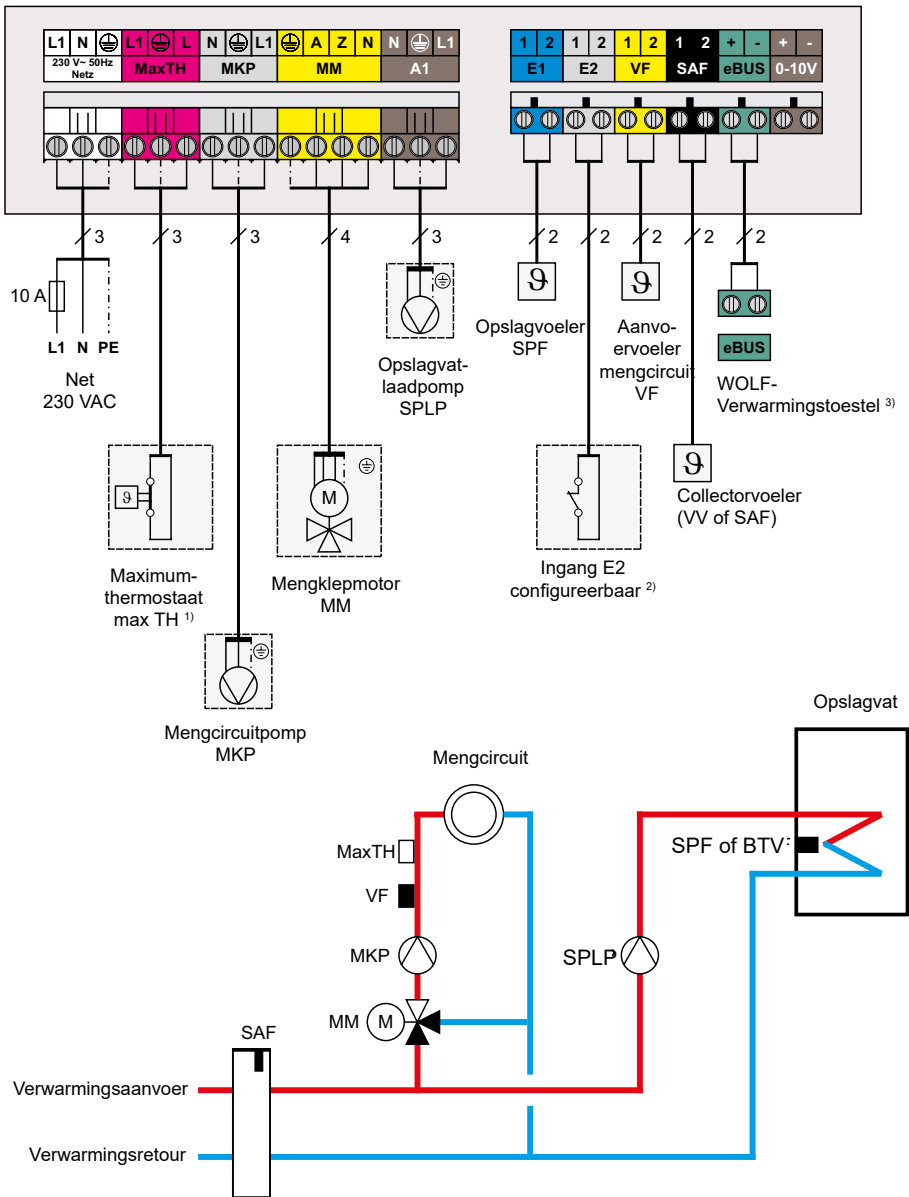 L1 N L1 L N L1 A Z N N L1
230 V~ 50Hz
Netz
MaxTH MKP MM A1
1 2 1 2 1 2 1 2 + - + -
E1 E2 VF SAF eBUS 0-10V
3 3 3 4 3 2 2 2 2 2
10 A
L1 N PE
Net
230 VAC
Opslagvat-
laadpomp
SPLP
ϑ
Opslagvoeler
SPF
ϑ
Aanvo-
ervoeler
mengcircuit
VF
eBUS
WOLF-
Verwarmingstoestel 3)
ϑ
Maximum-
thermostaat
max TH 1)
M
Mengklepmotor
MM
Ingang E2
configureerbaar 2)
ϑ
Collectorvoeler
(VV of SAF)
Mengcircuitpomp
MKP
Opslagvat
Mengcircuit
MaxTH
SPF of BTV
VF
MKP
SPLP
MM
M
SAF
Verwarmingsaanvoer
Verwarmingsretour